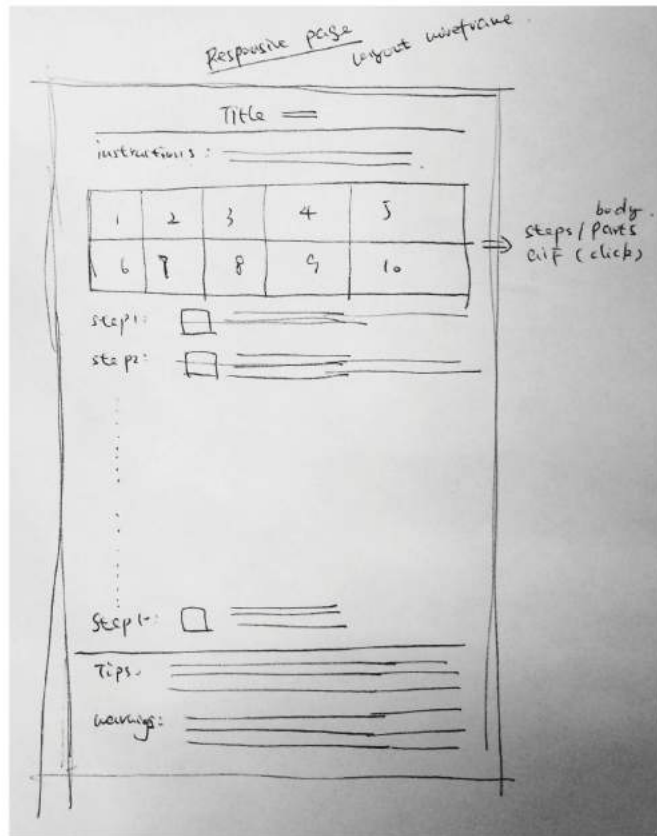 Responsive page
layout wireframe.
Title
instructions:
1 2 3 4 5
6 7 8 9 10
body.
steps/parts
GIF (click)
step1:
step2:
Tips.
warnings: